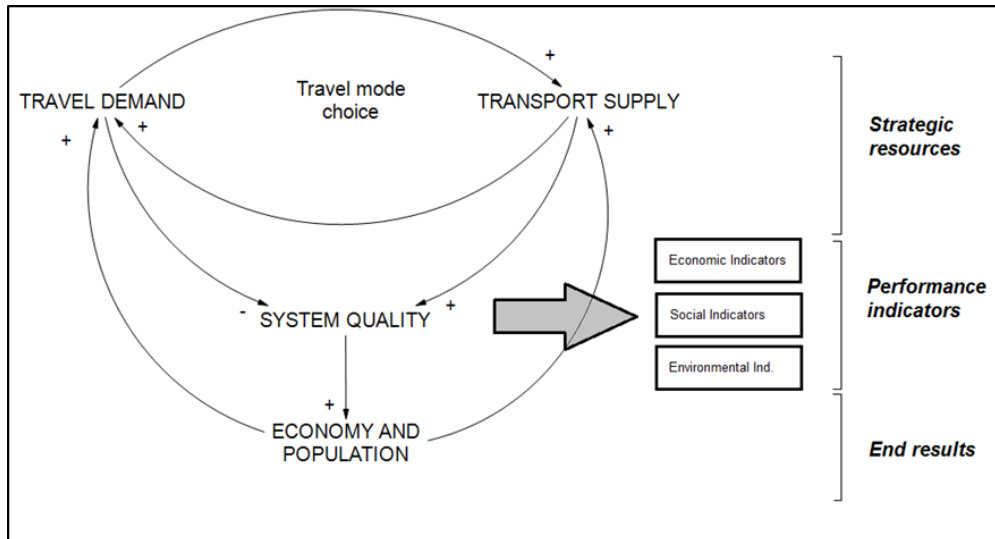 +
Travel mode
choice
TRAVEL DEMAND
TRANSPORT SUPPLY
+
+
+
Strategic
resources
Economic Indicators
Social Indicators
Environmental Ind.
Performance
indicators
-
SYSTEM QUALITY
+
+
ECONOMY AND
POPULATION
End results